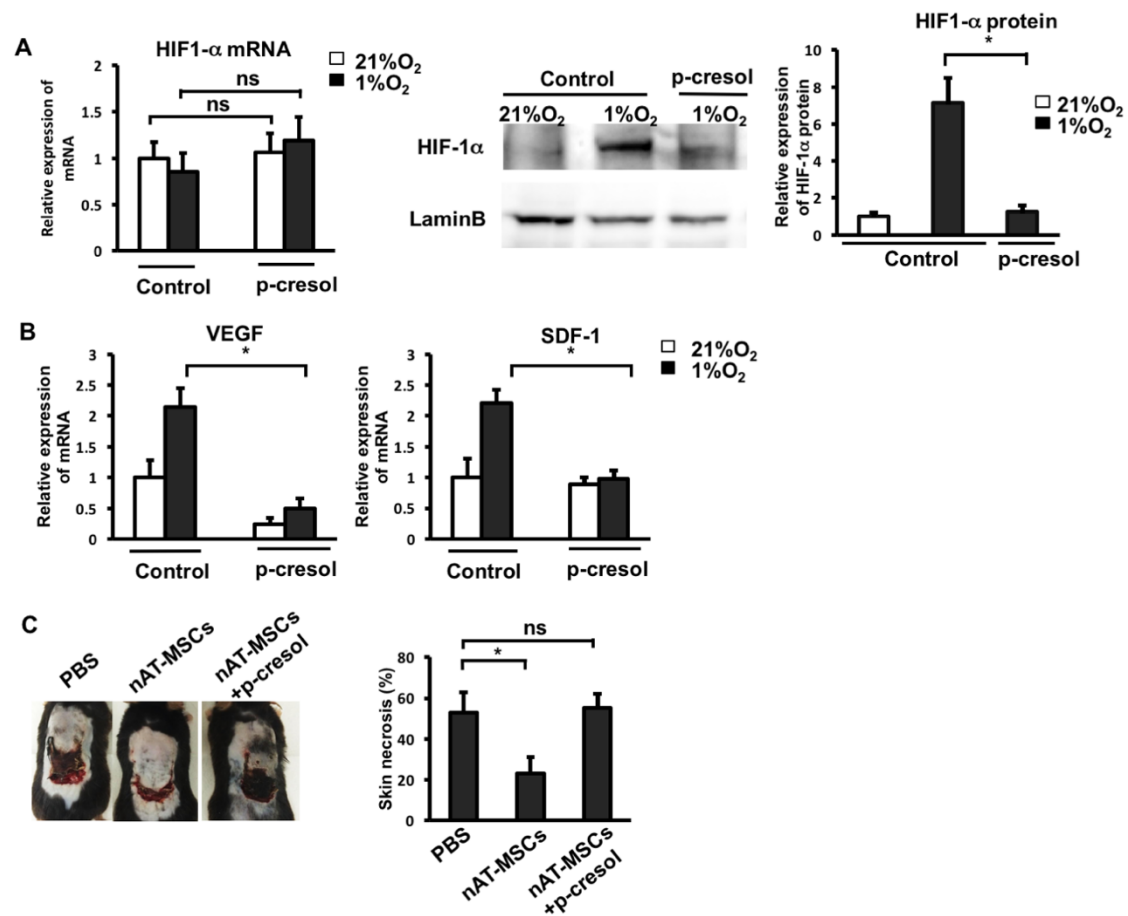 A
HIF1-α mRNA
21%O₂
1%O₂
Relative expression of
mRNA
2
1.5
1
0.5
0
ns
ns
Control
p-cresol
Control
p-cresol
21%O₂
1%O₂
1%O₂
HIF-1α
LaminB
HIF1-α protein
*
21%O₂
1%O₂
Relative expression
of HIF-1α protein
10
8
6
4
2
0
Control
p-cresol
B
VEGF
*
Relative expression
of mRNA
3
2.5
2
1.5
1
0.5
0
Control
p-cresol
SDF-1
*
21%O₂
1%O₂
Relative expression
of mRNA
3
2.5
2
1.5
1
0.5
0
Control
p-cresol
C
PBS
nAT-MSCs
nAT-MSCs
+p-cresol
ns
*
Skin necrosis (%)
80
60
40
20
0
PBS
nAT-MSCs
nAT-MSCs
+p-cresol